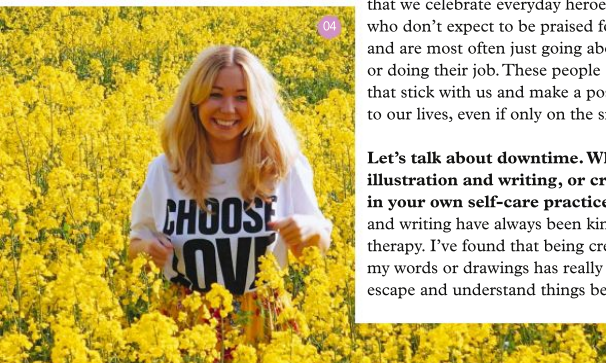 04
CHOOSE
LOVE
that we celebrate everyday heroe
who don't expect to be praised fo
and are most often just going abo
or doing their job. These people
that stick with us and make a po
to our lives, even if only on the s
Let's talk about downtime. W
illustration and writing, or cr
in your own self-care practice
and writing have always been kin
therapy. I've found that being cre
my words or drawings has really
escape and understand things be